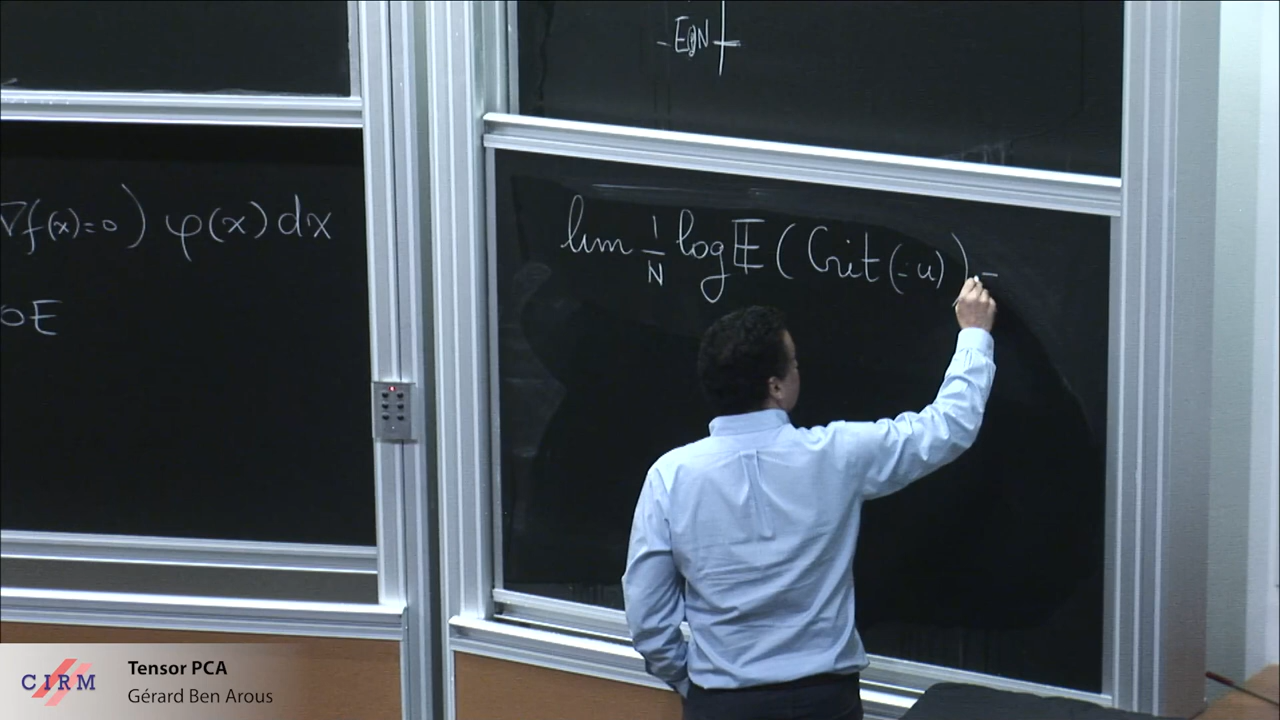 ∇f(x)=0) φ(x)dx
OE
lim 1/N log 𝔼 (Crit(-u)) =
CIRM
Tensor PCA
Gérard Ben Arous